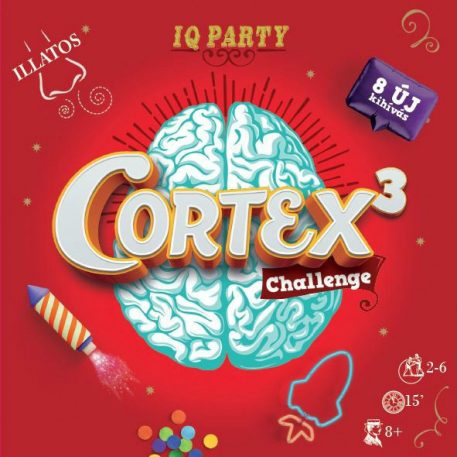 IQ PARTY
ILLATOS
8 ÚJ
kihívás
CORTEX³
Challenge
2-6
15'
8+